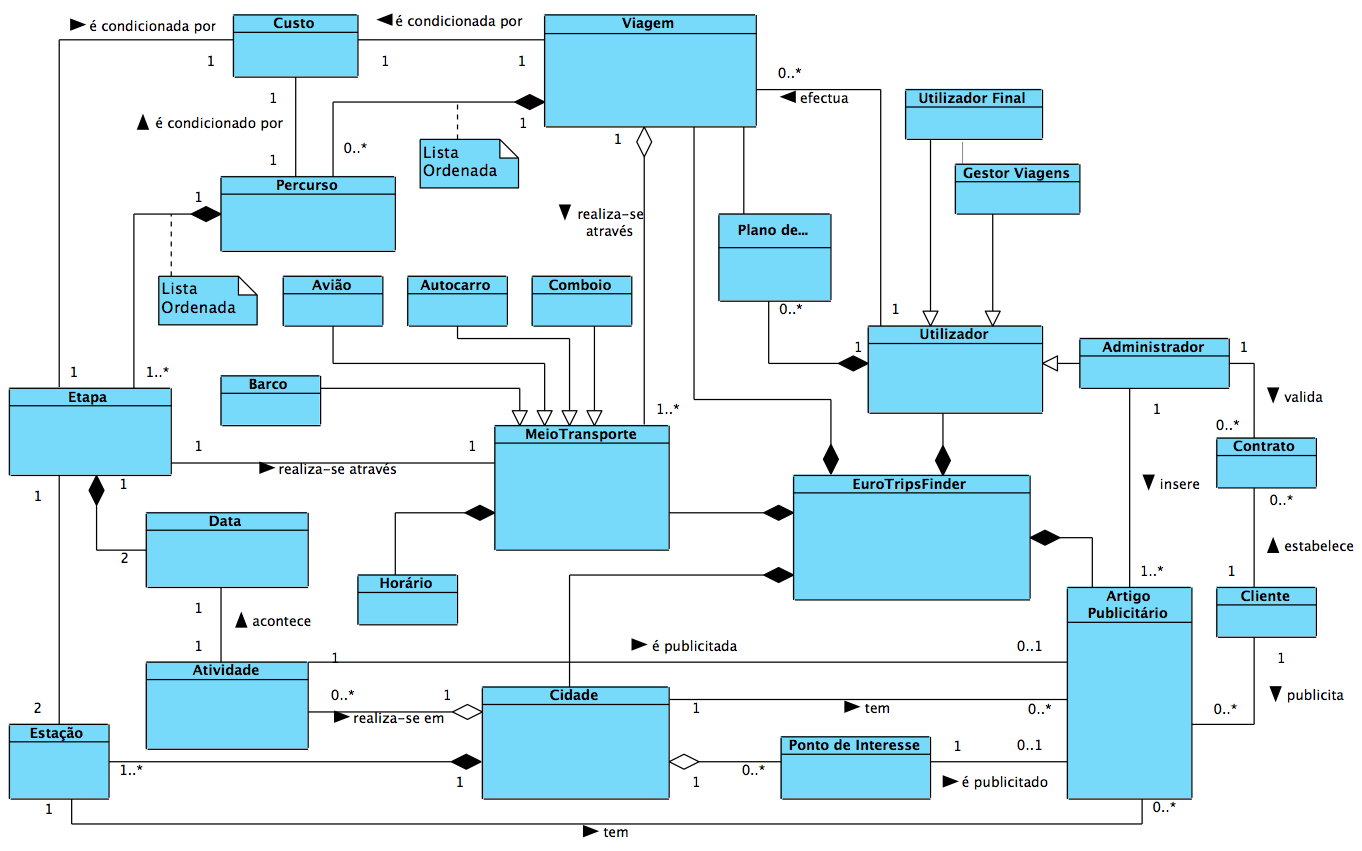 é condicionada por
Custo
é condicionada por
Viagem
1
1
1
0..*
efectua
Utilizador Final
1
é condicionado por
1
0..*
1
Lista
Ordenada
1
Gestor Viagens
1
Percurso
1
realiza-se
através
Plano de...
Lista
Ordenada
Avião
Autocarro
Comboio
0..*
1
Utilizador
1
Administrador
1
1
1..*
Barco
1..*
1
valida
Etapa
0..*
MeioTransporte
Contrato
1
1
realiza-se através
EuroTripsFinder
insere
1
1
0..*
Data
2
estabelece
Horário
1..*
1
1
acontece
Artigo
Publicitário
Cliente
1
1
é publicitada
0..1
1
Atividade
0..*
1
Cidade
publicita
2
realiza-se em
1
tem
0..*
0..*
Estação
Ponto de Interesse
1
0..1
1..*
1
1
0..*
é publicitado
1
0..*
tem